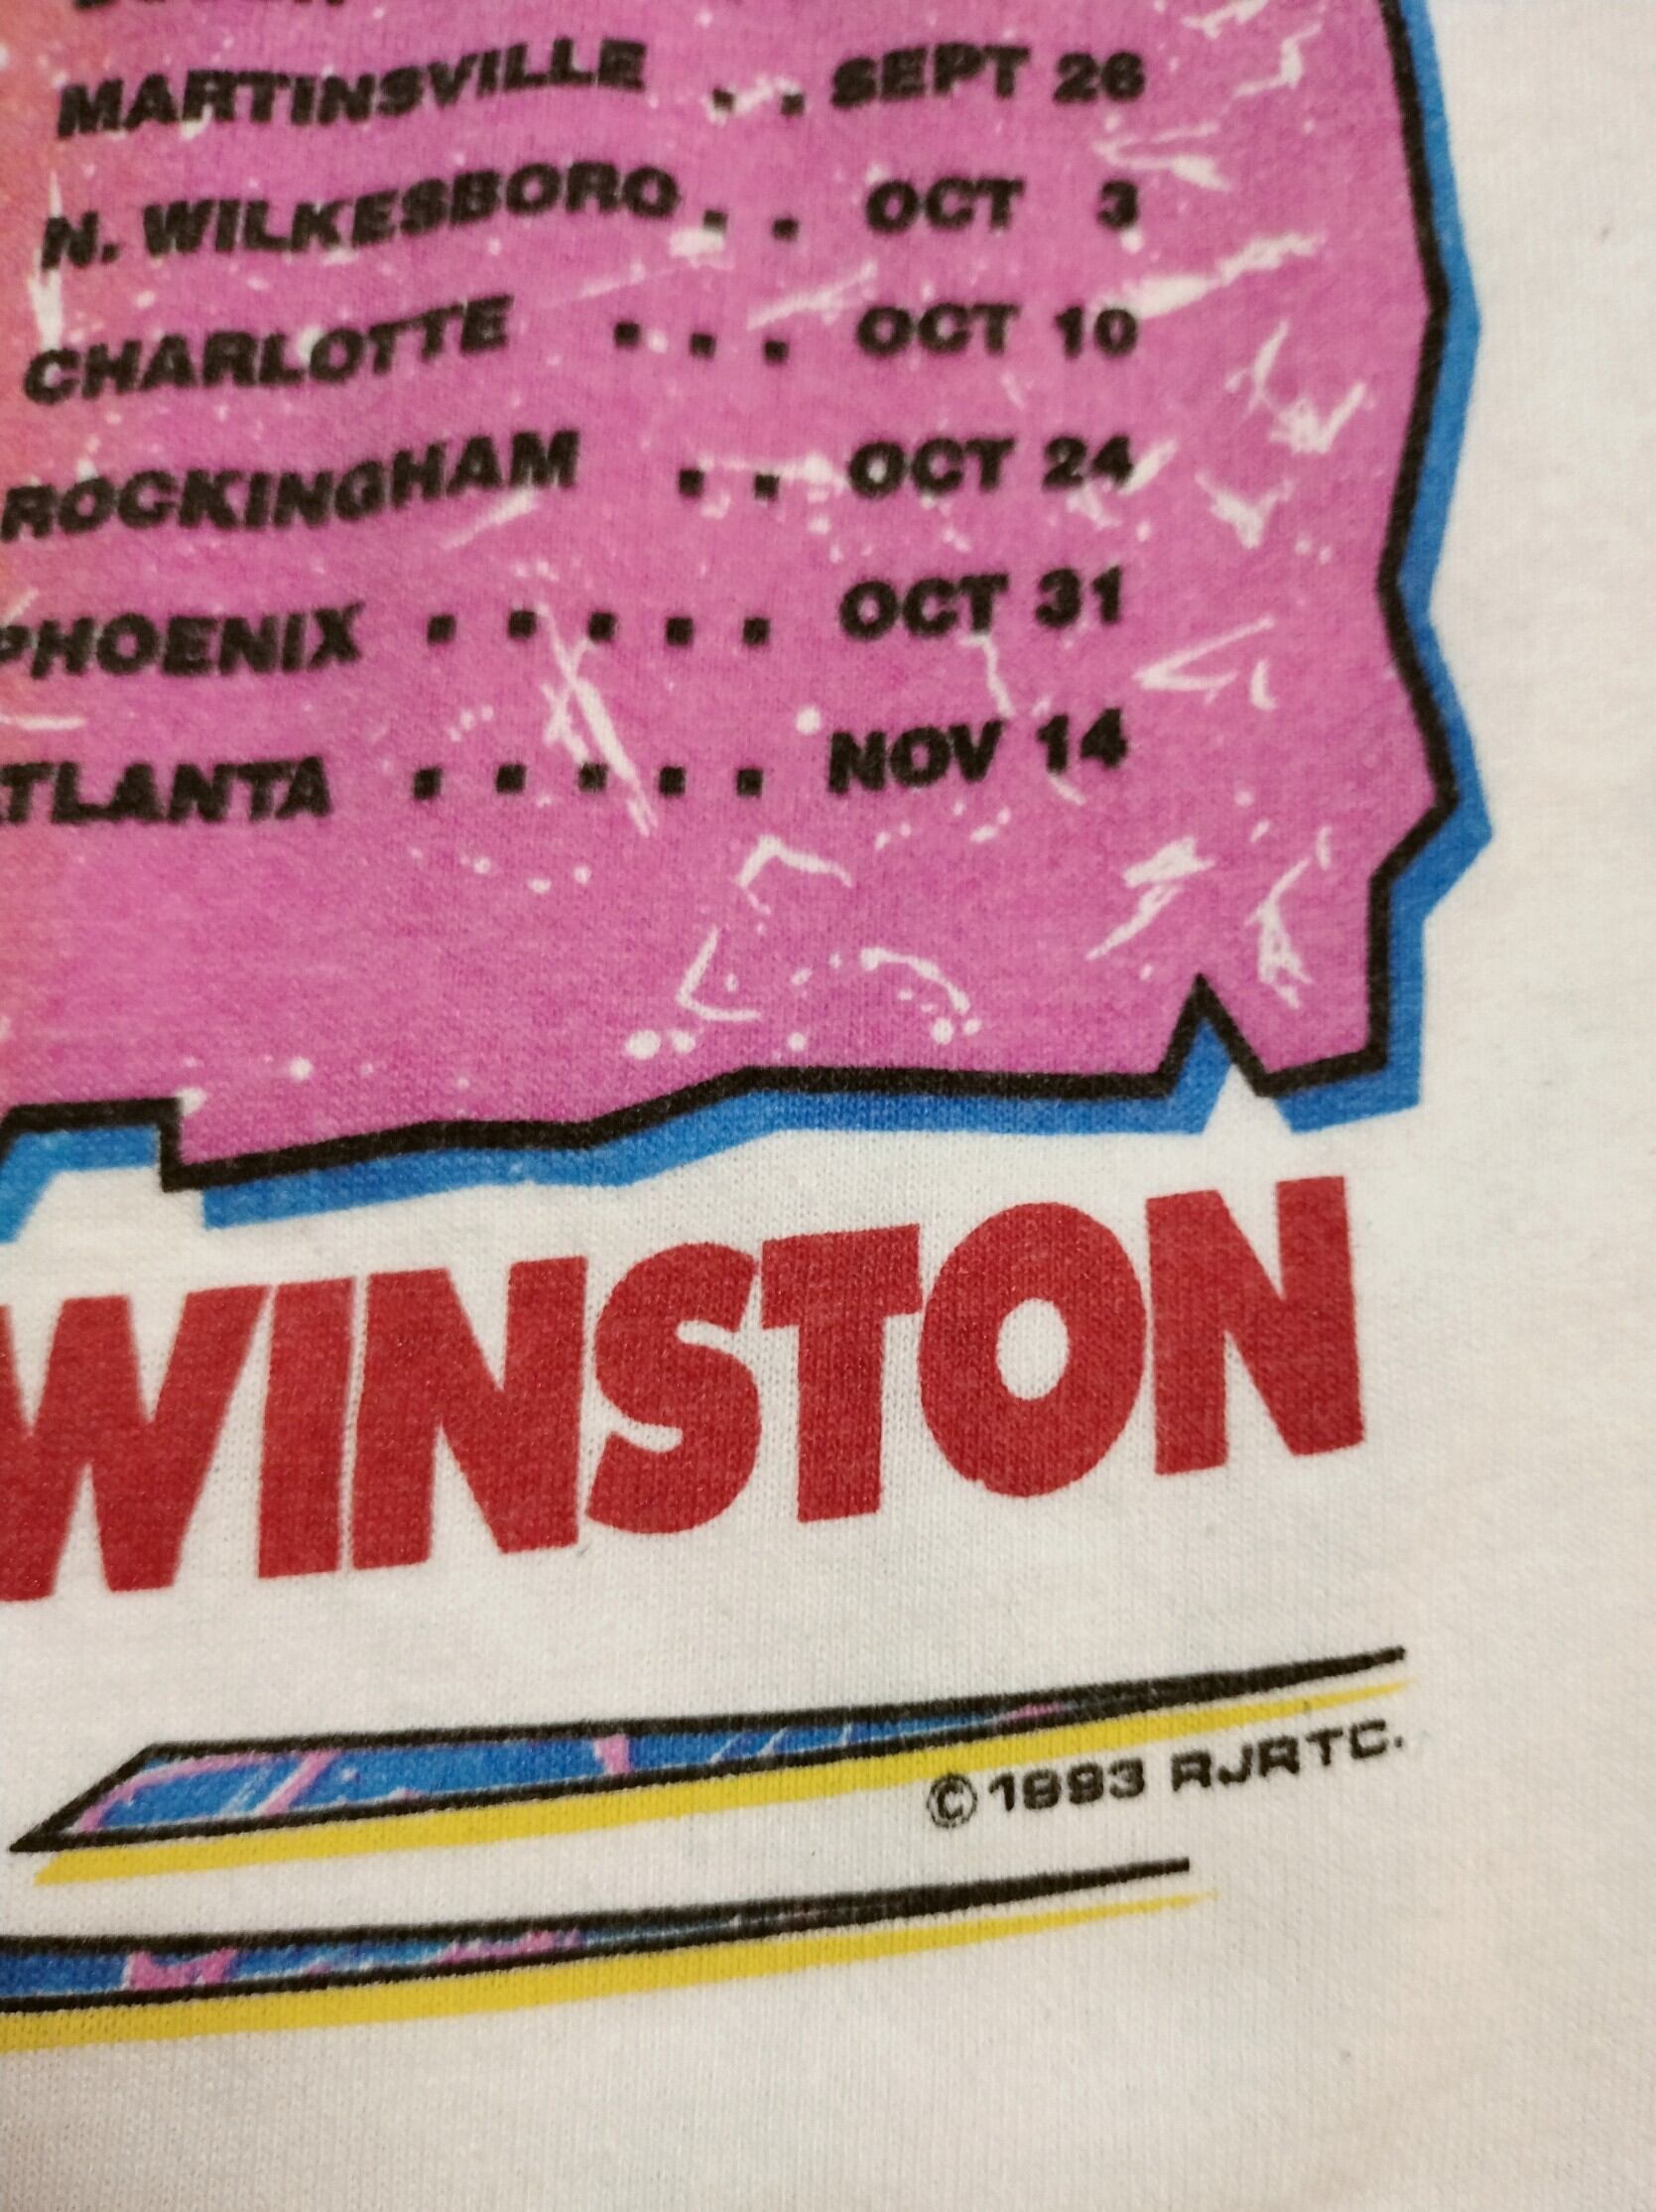 MARTINSVILLE . . SEPT 26
N. WILKESBORO . . OCT 3
CHARLOTTE . . . OCT 10
ROCKINGHAM . . OCT 24
PHOENIX . . . . . OCT 31
ATLANTA . . . . . NOV 14
WINSTON
©1993 RJRTC.